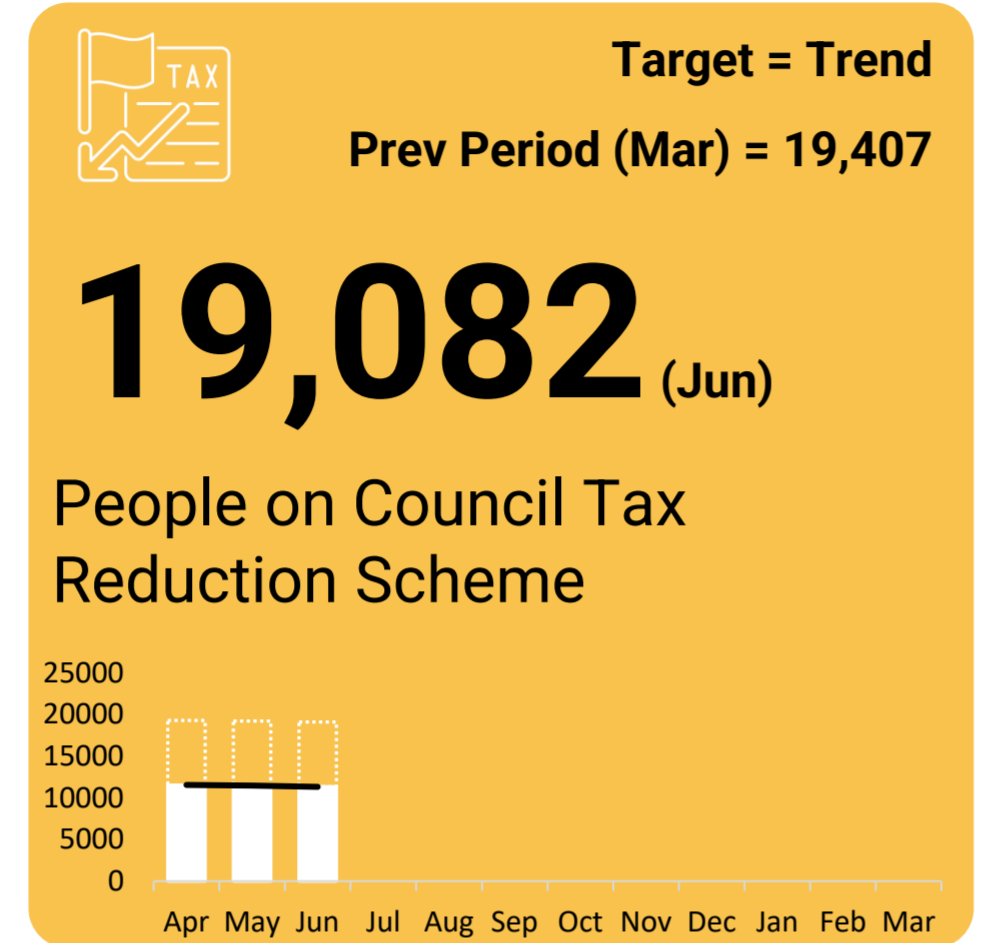 TAX
Target = Trend
Prev Period (Mar) = 19,407
19,082 (Jun)
People on Council Tax
Reduction Scheme
25000
20000
15000
10000
5000
0
Apr May Jun Jul Aug Sep Oct Nov Dec Jan Feb Mar